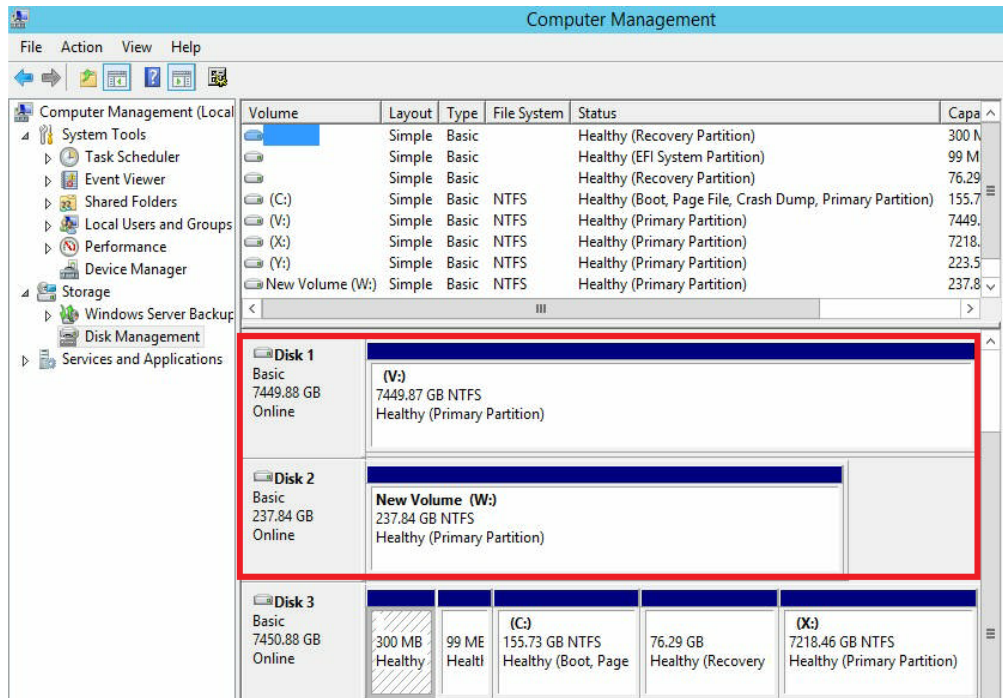 Computer Management
File Action View Help
Computer Management (Local
System Tools
Task Scheduler
Event Viewer
Shared Folders
Local Users and Groups
Performance
Device Manager
Storage
Windows Server Backup
Disk Management
Services and Applications
Volume Layout Type File System Status Capa
Simple Basic Healthy (Recovery Partition) 300 M
Simple Basic Healthy (EFI System Partition) 99 M
Simple Basic Healthy (Recovery Partition) 76.29
(C:) Simple Basic NTFS Healthy (Boot, Page File, Crash Dump, Primary Partition) 155.7
(V:) Simple Basic NTFS Healthy (Primary Partition) 7449.
(X:) Simple Basic NTFS Healthy (Primary Partition) 7218.
(Y:) Simple Basic NTFS Healthy (Primary Partition) 223.5
New Volume (W:) Simple Basic NTFS Healthy (Primary Partition) 237.8
Disk 1
Basic
7449.88 GB
Online
(V:)
7449.87 GB NTFS
Healthy (Primary Partition)
Disk 2
Basic
237.84 GB
Online
New Volume (W:)
237.84 GB NTFS
Healthy (Primary Partition)
Disk 3
Basic
7450.88 GB
Online
300 MB
Healthy
99 ME
Healtl
(C:)
155.73 GB NTFS
Healthy (Boot, Page
76.29 GB
Healthy (Recovery
(X:)
7218.46 GB NTFS
Healthy (Primary Partition)